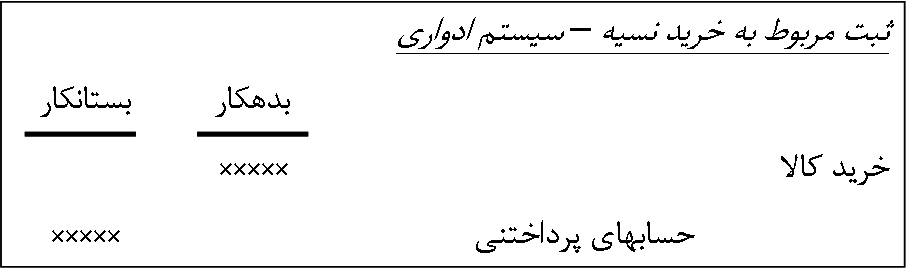 ثبت مربوط به خرید نسیه – سیستم ادواری
بدهکار بستانکار
خرید کالا ×××××
حسابهای پرداختنی ×××××